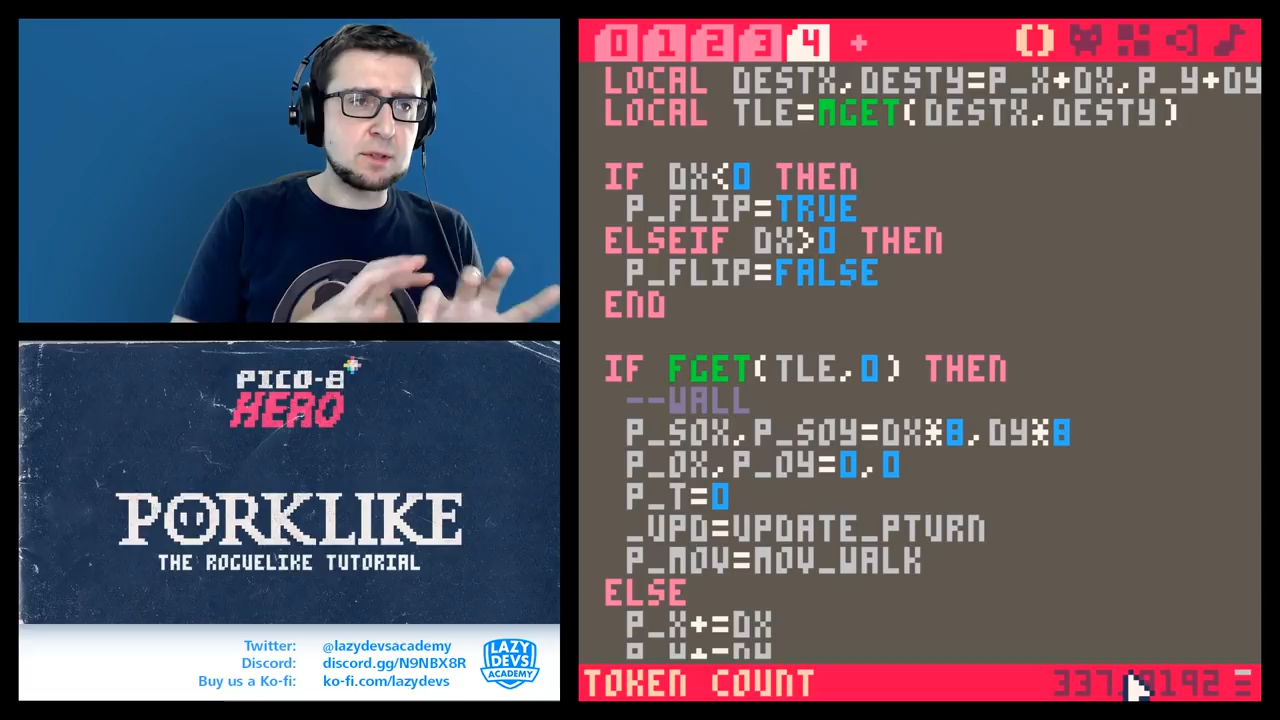 0 1 2 3 4 +
LOCAL DESTX,DESTY=P_X+DX,P_Y+DY
LOCAL TLE=MGET(DESTX,DESTY)
IF DX<0 THEN
P_FLIP=TRUE
ELSEIF DX>0 THEN
P_FLIP=FALSE
END
IF FGET(TLE,0) THEN
--WALL
P_SOX,P_SOY=DX*8,DY*8
P_OX,P_OY=0,0
P_T=0
_UPD=UPDATE_PTURN
P_MOV=MOV_WALK
ELSE
P_X+=DX
TOKEN COUNT
PICO-8
HERO
PORKLIKE
THE ROGUELIKE TUTORIAL
Twitter: @lazydevsacademy
Discord: discord.gg/N9NBX8R
Buy us a Ko-fi: ko-fi.com/lazydevs
LAZY
DEVS
ACADEMY